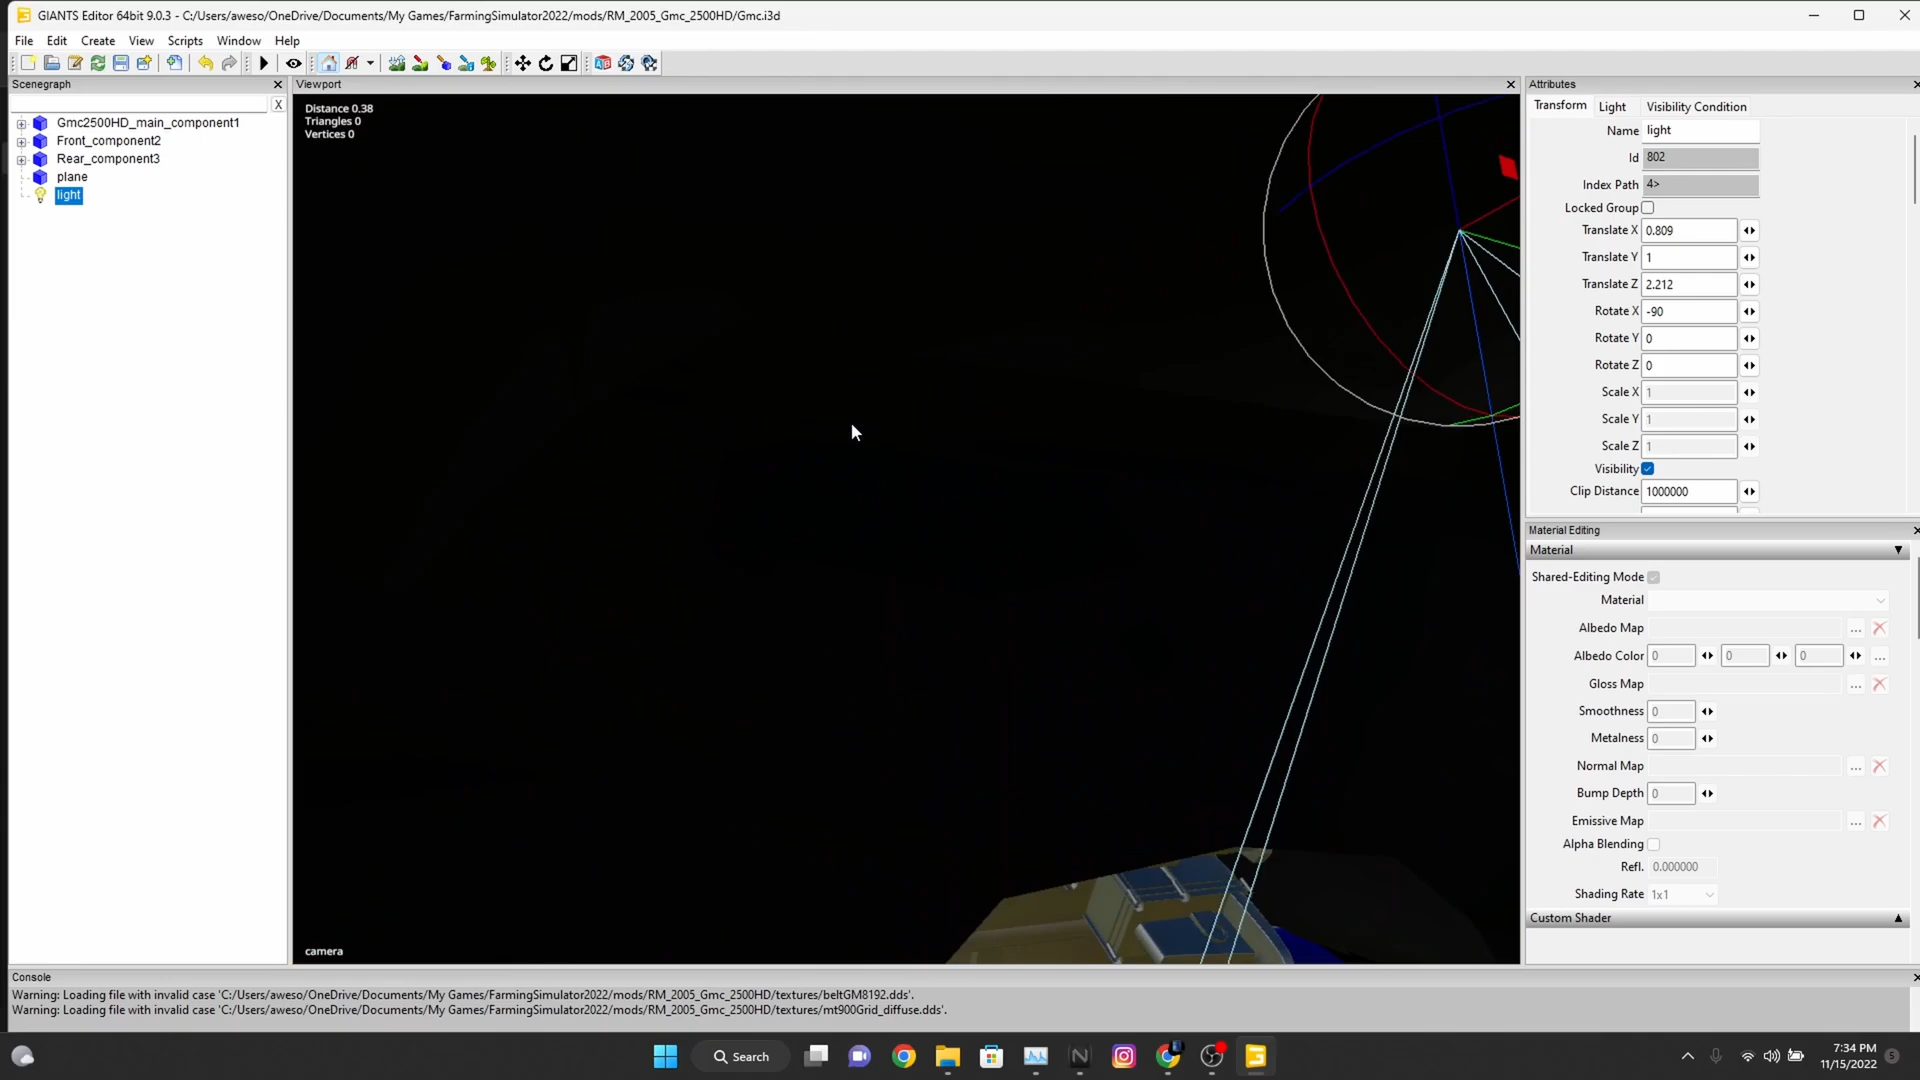 GIANTS Editor 64bit 9.0.3 - C:/Users/aweso/OneDrive/Documents/My Games/FarmingSimulator2022/mods/RM_2005_Gmc_2500HD/Gmc.i3d
File Edit Create View Scripts Window Help
Scenegraph
X
Gmc2500HD_main_component1
Front_component2
Rear_component3
plane
light
Viewport
Distance 0.38
Triangles 0
Vertices 0
camera
Attributes
Transform Light Visibility Condition
Name light
Id 802
Index Path 4>
Locked Group
Translate X 0.809
Translate Y 1
Translate Z 2.212
Rotate X -90
Rotate Y 0
Rotate Z 0
Scale X 1
Scale Y 1
Scale Z 1
Visibility
Clip Distance 1000000
Material Editing
Material
Shared-Editing Mode
Material
Albedo Map ...
Albedo Color 0 0 0 ...
Gloss Map ...
Smoothness 0
Metalness 0
Normal Map ...
Bump Depth 0
Emissive Map ...
Alpha Blending
Refl. 0.000000
Shading Rate 1x1
Custom Shader
Console
Warning: Loading file with invalid case 'C:/Users/aweso/OneDrive/Documents/My Games/FarmingSimulator2022/mods/RM_2005_Gmc_2500HD/textures/beltGM8192.dds'.
Warning: Loading file with invalid case 'C:/Users/aweso/OneDrive/Documents/My Games/FarmingSimulator2022/mods/RM_2005_Gmc_2500HD/textures/mt900Grid_diffuse.dds'.
Search
7:34 PM
11/15/2022
5